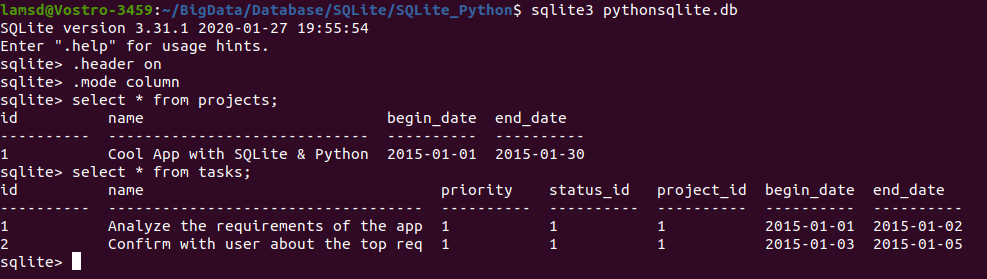 lamsd@Vostro-3459:~/BigData/Database/SQLite/SQLite_Python$ sqlite3 pythonsqlite.db
SQLite version 3.31.1 2020-01-27 19:55:54
Enter ".help" for usage hints.
sqlite> .header on
sqlite> .mode column
sqlite> select * from projects;
id          name                           begin_date  end_date
----------  -----------------------------  ----------  ----------
1           Cool App with SQLite & Python  2015-01-01  2015-01-30
sqlite> select * from tasks;
id          name                                 priority    status_id   project_id  begin_date  end_date
----------  -----------------------------------  ----------  ----------  ----------  ----------  ----------
1           Analyze the requirements of the app  1           1           1           2015-01-01  2015-01-02
2           Confirm with user about the top req  1           1           1           2015-01-03  2015-01-05
sqlite>